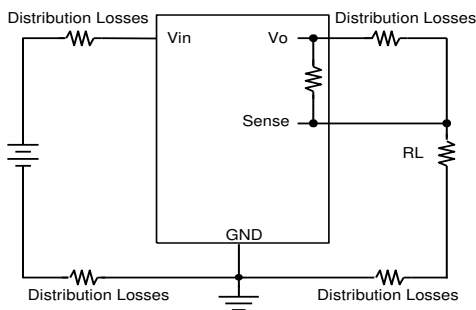 Distribution Losses
Distribution Losses
Vin
Vo
Sense
RL
GND
Distribution Losses
Distribution Losses